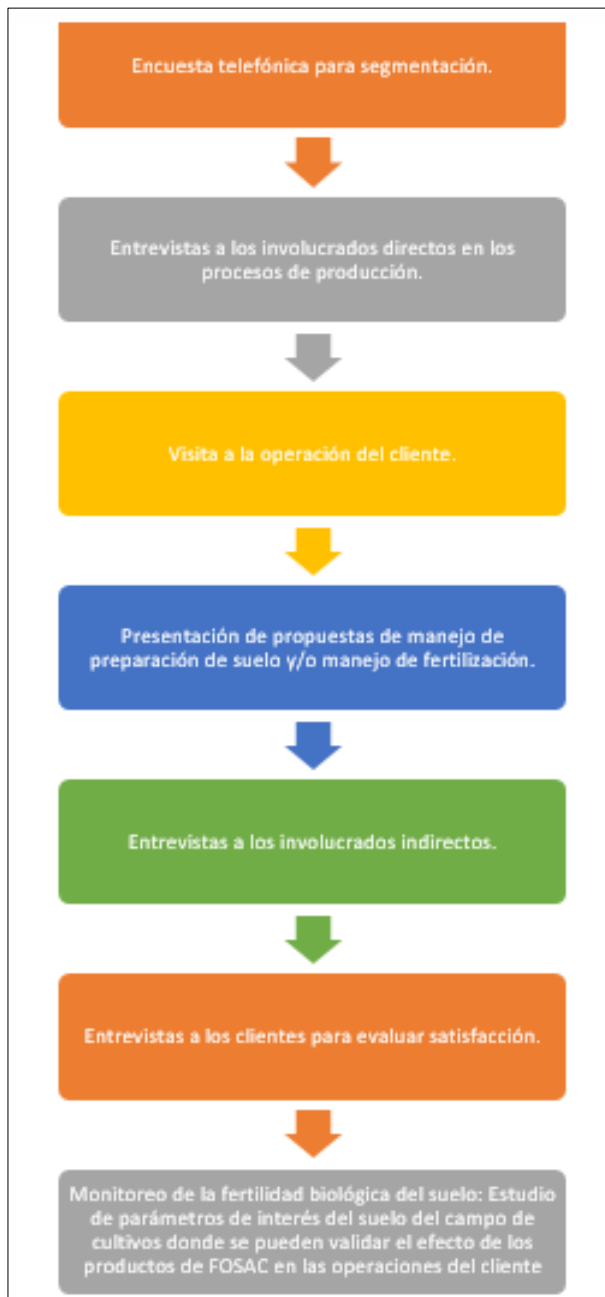 Encuesta telefónica para segmentación.
Entrevistas a los involucrados directos en los
procesos de producción.
Visita a la operación del cliente.
Presentación de propuestas de manejo de
preparación de suelo y/o manejo de fertilización.
Entrevistas a los involucrados indirectos.
Entrevistas a los clientes para evaluar satisfacción.
Monitoreo de la fertilidad biológica del suelo: Estudio
de parámetros de interés del suelo del campo de
cultivos donde se pueden validar el efecto de los
productos de FOSAC en las operaciones del cliente